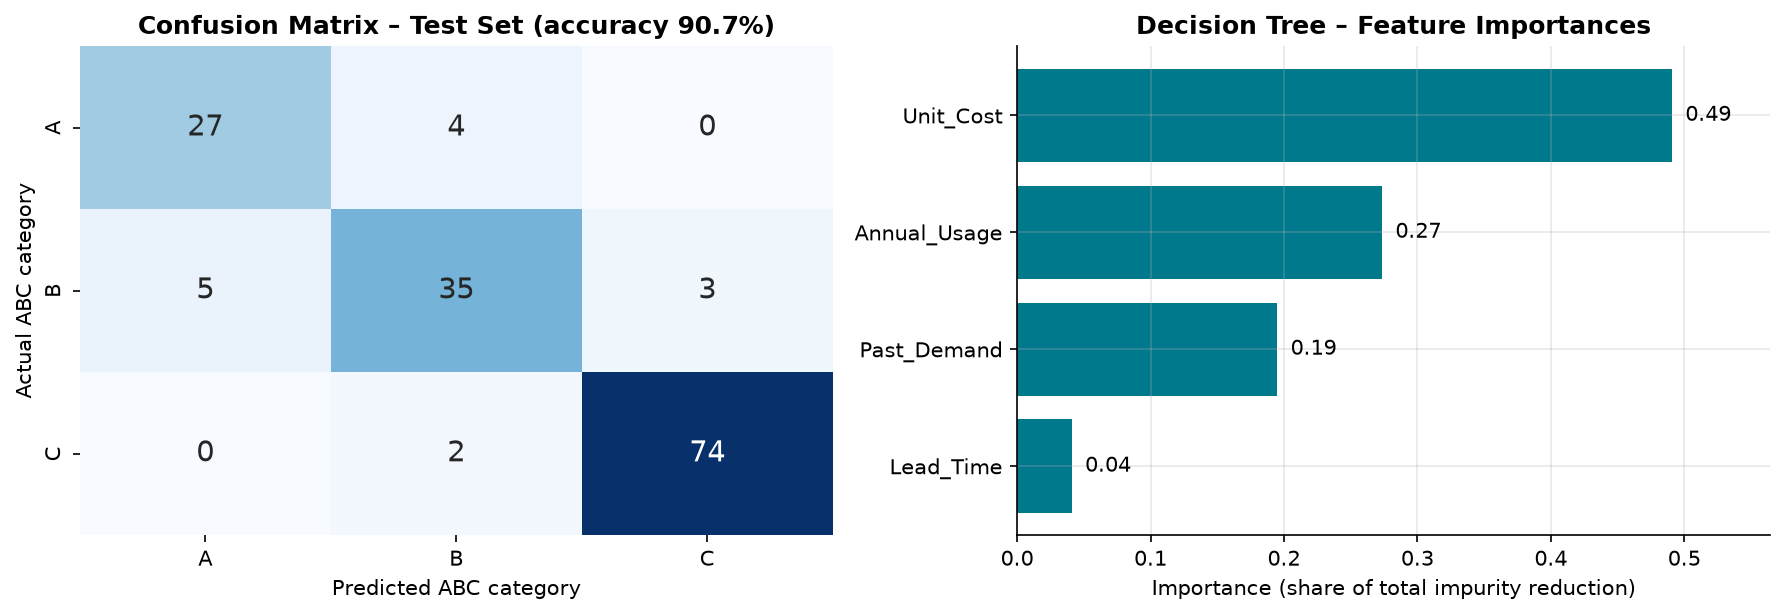 Confusion Matrix – Test Set (accuracy 90.7%)
Actual ABC category
A
27 4 0
B
5 35 3
C
0 2 74
A B C
Predicted ABC category
Decision Tree – Feature Importances
Unit_Cost 0.49
Annual_Usage 0.27
Past_Demand 0.19
Lead_Time 0.04
0.0 0.1 0.2 0.3 0.4 0.5
Importance (share of total impurity reduction)